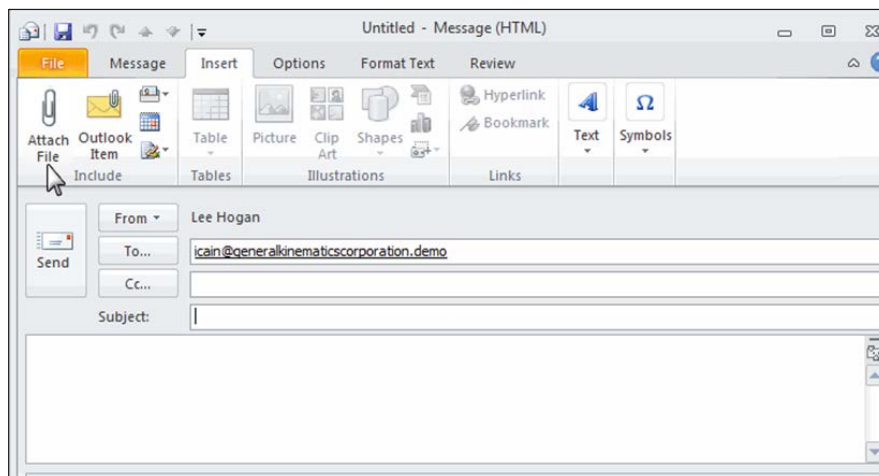 Untitled - Message (HTML)
File Message Insert Options Format Text Review
Attach File
Outlook Item
Table
Picture
Clip Art
Shapes
Hyperlink
Bookmark
Text
Symbols
Include Tables Illustrations Links
From Lee Hogan
Send
To... icain@generalkinematicscorporation.demo
Cc...
Subject: